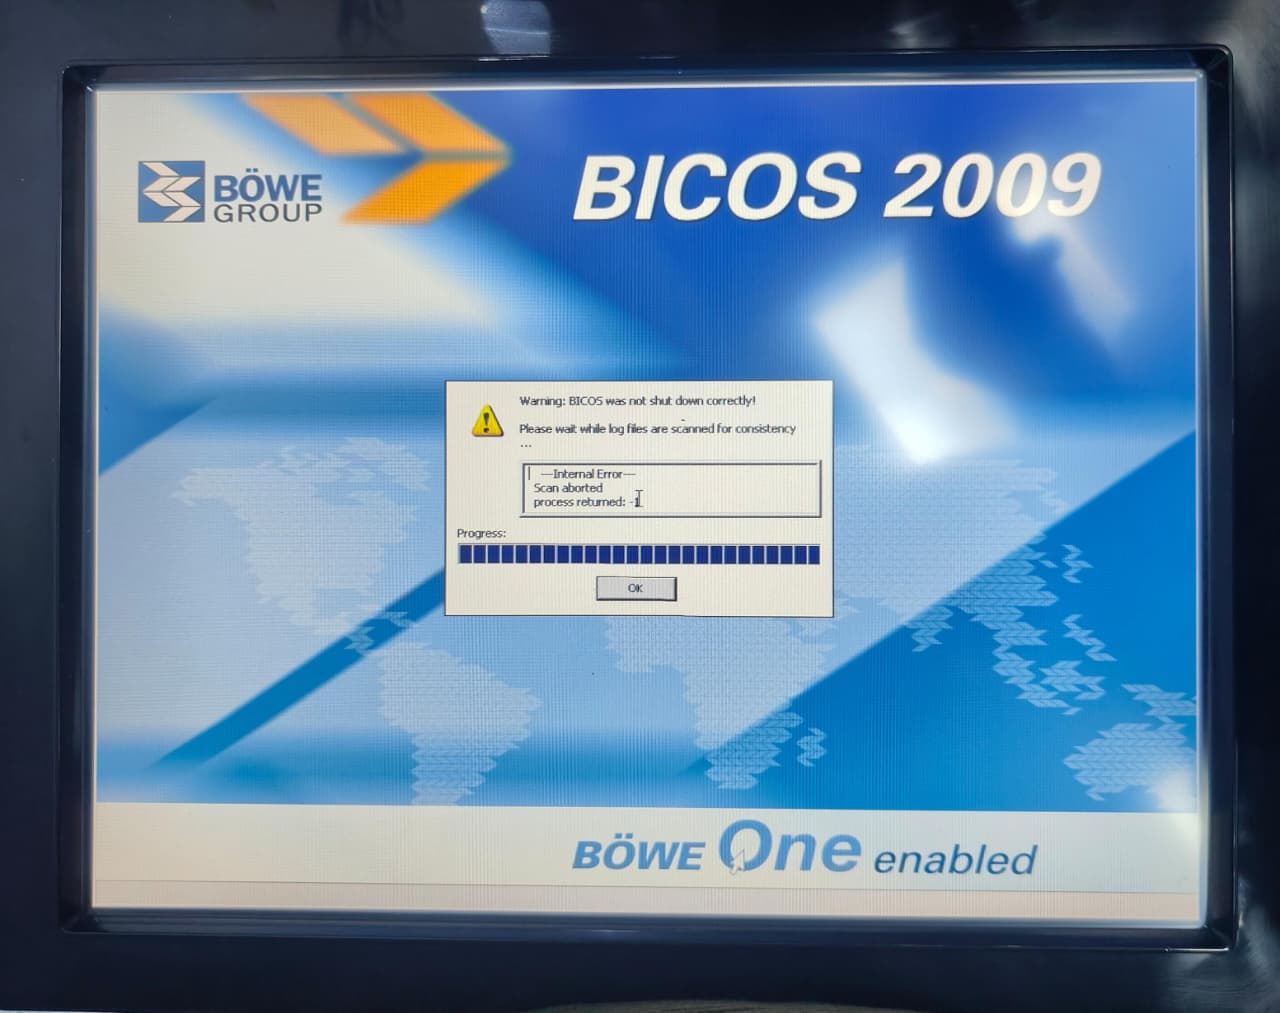 BÖWE
GROUP
BICOS 2009
Warning: BICOS was not shut down correctly!
Please wait while log files are scanned for consistency
...
---Internal Error---
Scan aborted
process returned: -1
Progress:
OK
BÖWE One enabled